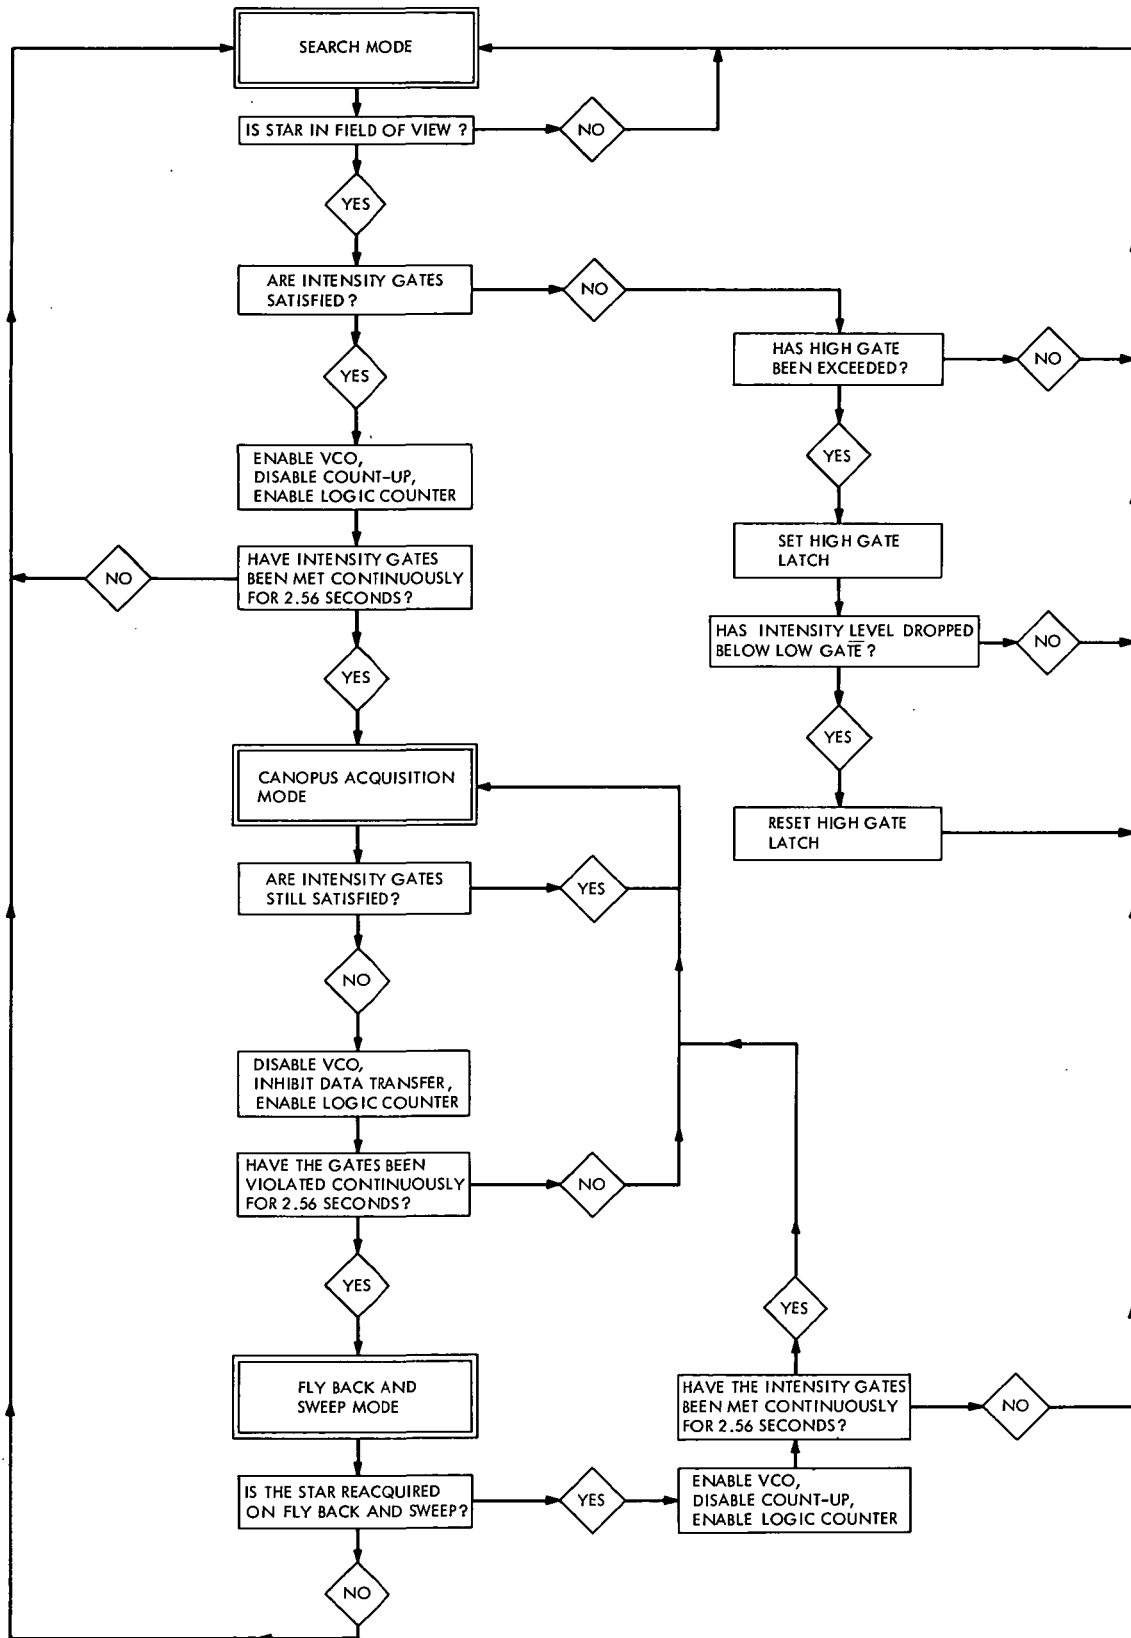 SEARCH MODE
IS STAR IN FIELD OF VIEW ?
NO
YES
ARE INTENSITY GATES
SATISFIED ?
NO
YES
HAS HIGH GATE
BEEN EXCEEDED?
NO
YES
ENABLE VCO,
DISABLE COUNT-UP,
ENABLE LOGIC COUNTER
SET HIGH GATE
LATCH
HAVE INTENSITY GATES
BEEN MET CONTINUOUSLY
FOR 2.56 SECONDS?
NO
YES
HAS INTENSITY LEVEL DROPPED
BELOW LOW GATE ?
NO
YES
CANOPUS ACQUISITION
MODE
RESET HIGH GATE
LATCH
ARE INTENSITY GATES
STILL SATISFIED?
YES
NO
DISABLE VCO,
INHIBIT DATA TRANSFER,
ENABLE LOGIC COUNTER
HAVE THE GATES BEEN
VIOLATED CONTINUOUSLY
FOR 2.56 SECONDS?
NO
YES
FLY BACK AND
SWEEP MODE
YES
HAVE THE INTENSITY GATES
BEEN MET CONTINUOUSLY
FOR 2.56 SECONDS?
NO
IS THE STAR REACQUIRED
ON FLY BACK AND SWEEP?
YES
ENABLE VCO,
DISABLE COUNT-UP,
ENABLE LOGIC COUNTER
NO